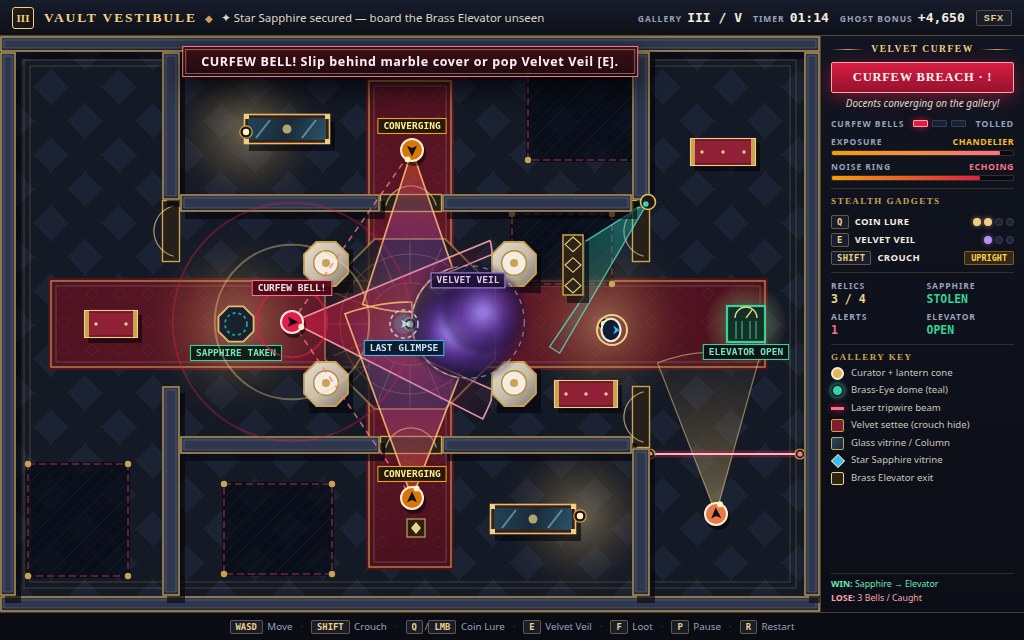 III VAULT VESTIBULE ◆ ✦ Star Sapphire secured — board the Brass Elevator unseen GALLERY III / V TIMER 01:14 GHOST BONUS +4,650 SFX
CURFEW BELL! Slip behind marble cover or pop Velvet Veil [E].
CONVERGING
VELVET VEIL
CURFEW BELL!
SAPPHIRE TAKEN
LAST GLIMPSE
ELEVATOR OPEN
CONVERGING
VELVET CURFEW
CURFEW BREACH · !
Docents converging on the gallery!
CURFEW BELLS TOLLED
EXPOSURE CHANDELIER
NOISE RING ECHOING
STEALTH GADGETS
Q COIN LURE
E VELVET VEIL
SHIFT CROUCH UPRIGHT
RELICS SAPPHIRE
3 / 4 STOLEN
ALERTS ELEVATOR
1 OPEN
GALLERY KEY
Curator + lantern cone
Brass-Eye dome (teal)
Laser tripwire beam
Velvet settee (crouch hide)
Glass vitrine / Column
Star Sapphire vitrine
Brass Elevator exit
WIN: Sapphire → Elevator
LOSE: 3 Bells / Caught
WASD Move · SHIFT Crouch · Q / LMB Coin Lure · E Velvet Veil · F Loot · P Pause · R Restart